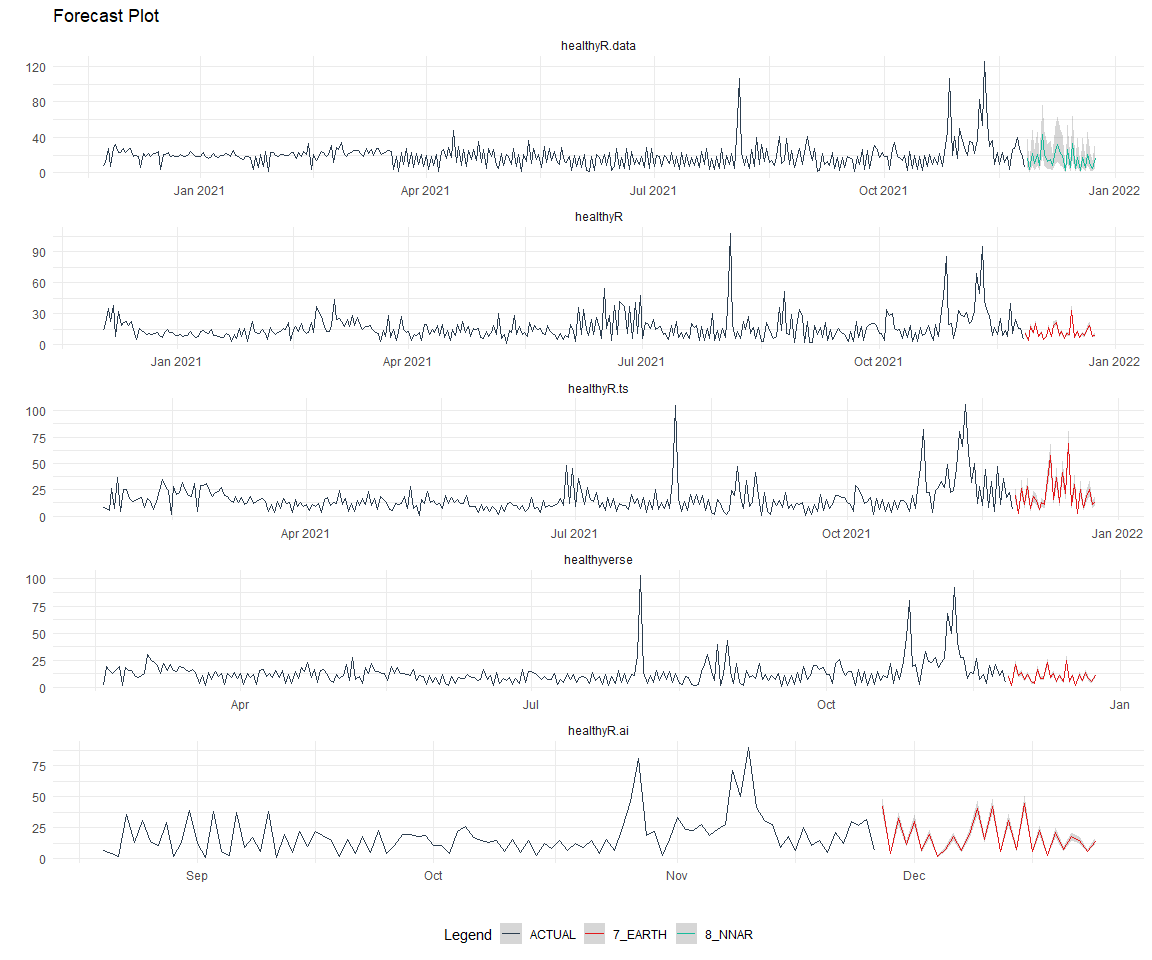 Forecast Plot
healthyR.data
120
80
40
0
Jan 2021 Apr 2021 Jul 2021 Oct 2021 Jan 2022
healthyR
90
60
30
0
Jan 2021 Apr 2021 Jul 2021 Oct 2021 Jan 2022
healthyR.ts
100
75
50
25
0
Apr 2021 Jul 2021 Oct 2021 Jan 2022
healthyverse
100
75
50
25
0
Apr Jul Oct Jan
healthyR.ai
75
50
25
0
Sep Oct Nov Dec
Legend ACTUAL 7_EARTH 8_NNAR